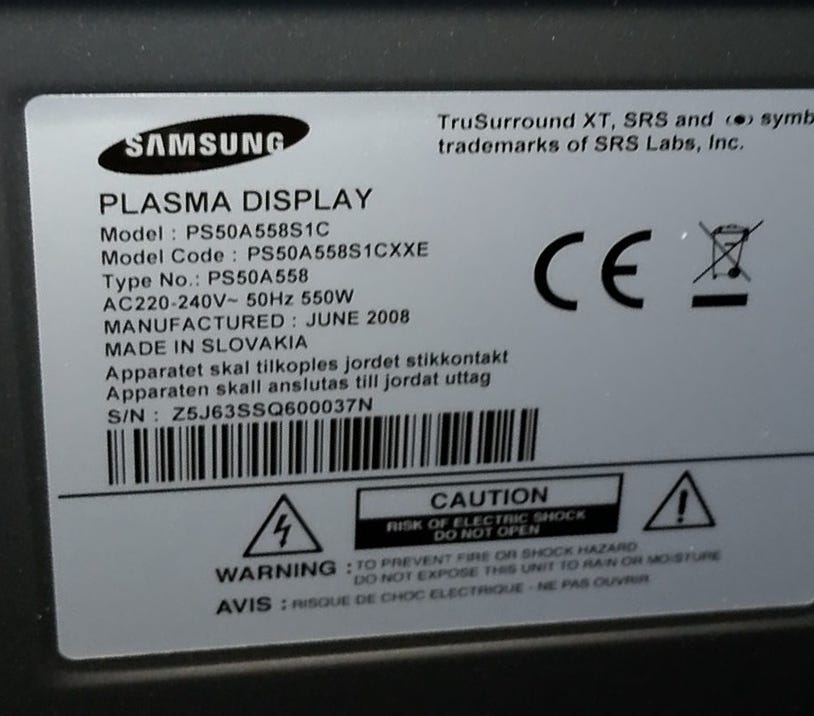 SAMSUNG
TruSurround XT, SRS and (●) symb
trademarks of SRS Labs, Inc.
PLASMA DISPLAY
Model : PS50A558S1C
Model Code : PS50A558S1CXXE
Type No.: PS50A558
AC220-240V~ 50Hz 550W
MANUFACTURED : JUNE 2008
MADE IN SLOVAKIA
Apparatet skal tilkoples jordet stikkontakt
Apparaten skall anslutas till jordat uttag
S/N : Z5J63SSQ600037N
CE
CAUTION
RISK OF ELECTRIC SHOCK
DO NOT OPEN
WARNING : TO PREVENT FIRE OR SHOCK HAZARD
DO NOT EXPOSE THIS UNIT TO RAIN OR MOISTURE
AVIS : RISQUE DE CHOC ELECTRIQUE - NE PAS OUVRIR